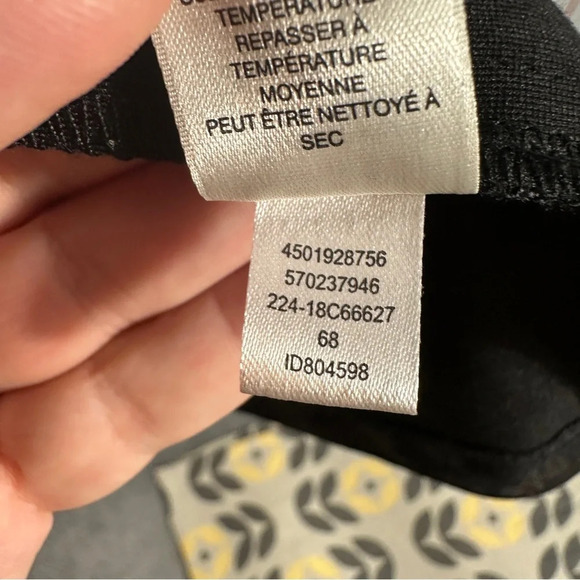 TEMPÉRATURE
REPASSER À
TEMPÉRATURE
MOYENNE
PEUT ÊTRE NETTOYÉ À
SEC
4501928756
570237946
224-18C66627
68
ID804598